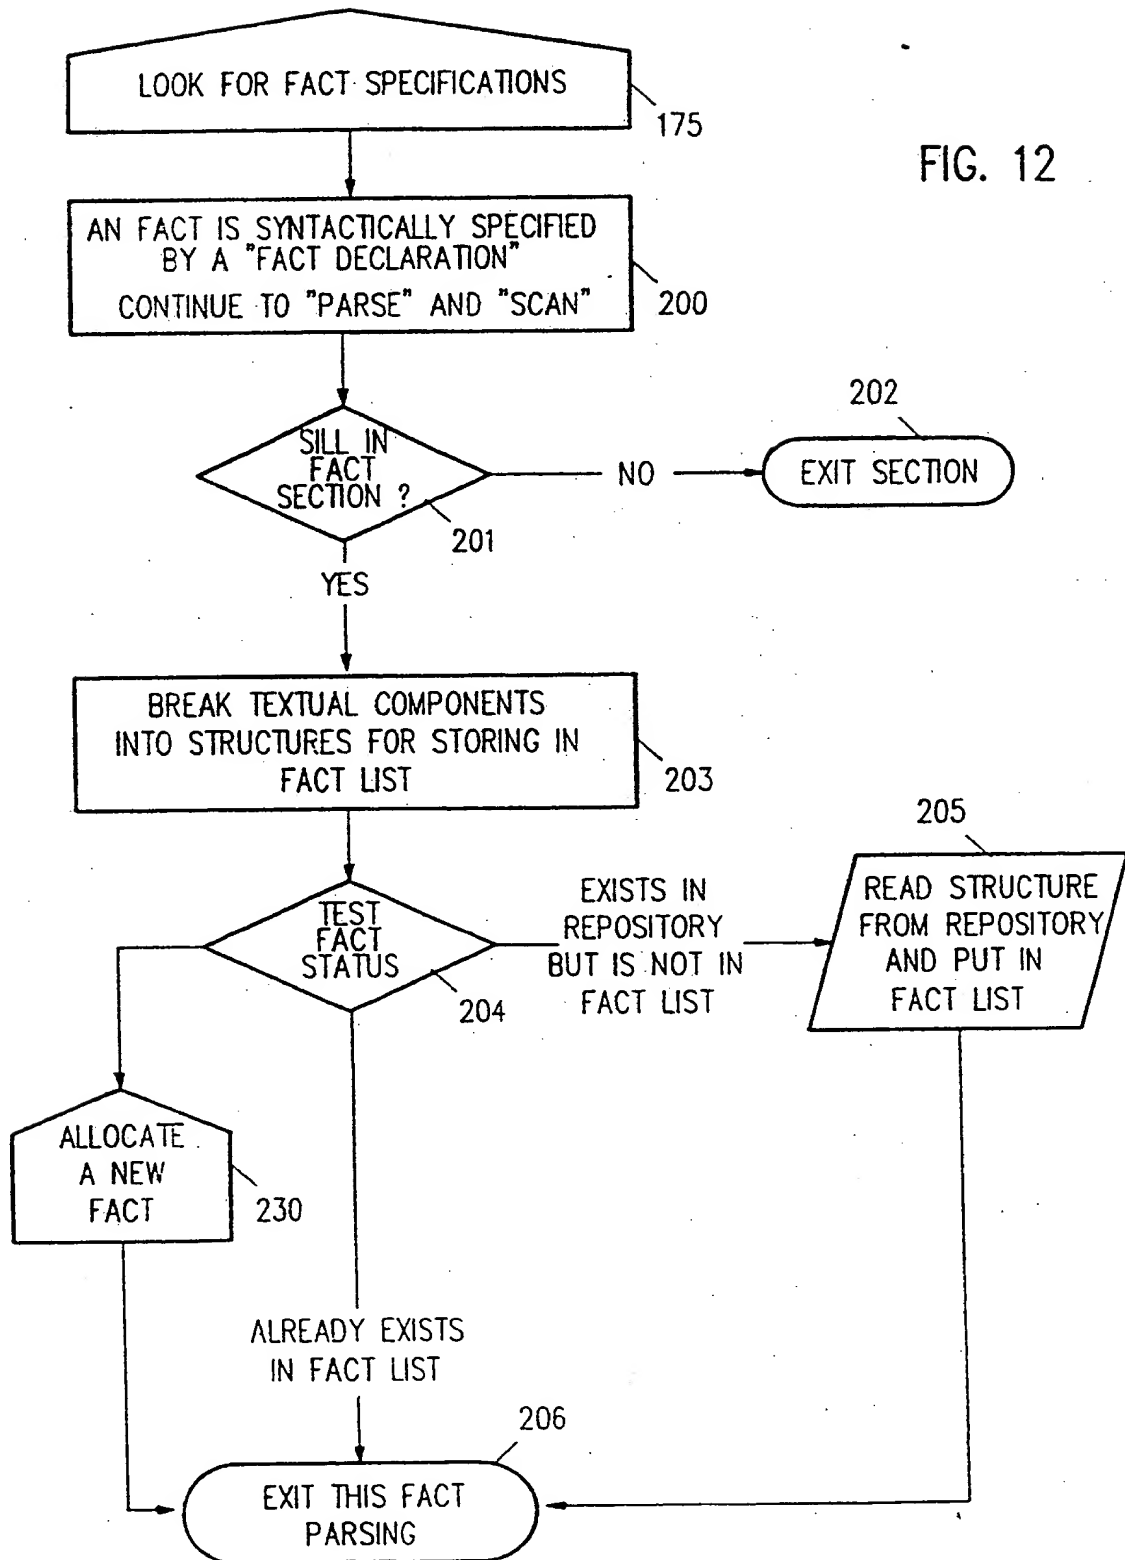 LOOK FOR FACT SPECIFICATIONS
175
FIG. 12
AN FACT IS SYNTACTICALLY SPECIFIED
BY A "FACT DECLARATION"
CONTINUE TO "PARSE" AND "SCAN"
200
SILL IN
FACT
SECTION ?
201
NO
202
EXIT SECTION
YES
BREAK TEXTUAL COMPONENTS
INTO STRUCTURES FOR STORING IN
FACT LIST
203
TEST
FACT
STATUS
204
EXISTS IN
REPOSITORY
BUT IS NOT IN
FACT LIST
205
READ STRUCTURE
FROM REPOSITORY
AND PUT IN
FACT LIST
ALLOCATE
A NEW
FACT
230
ALREADY EXISTS
IN FACT LIST
206
EXIT THIS FACT
PARSING